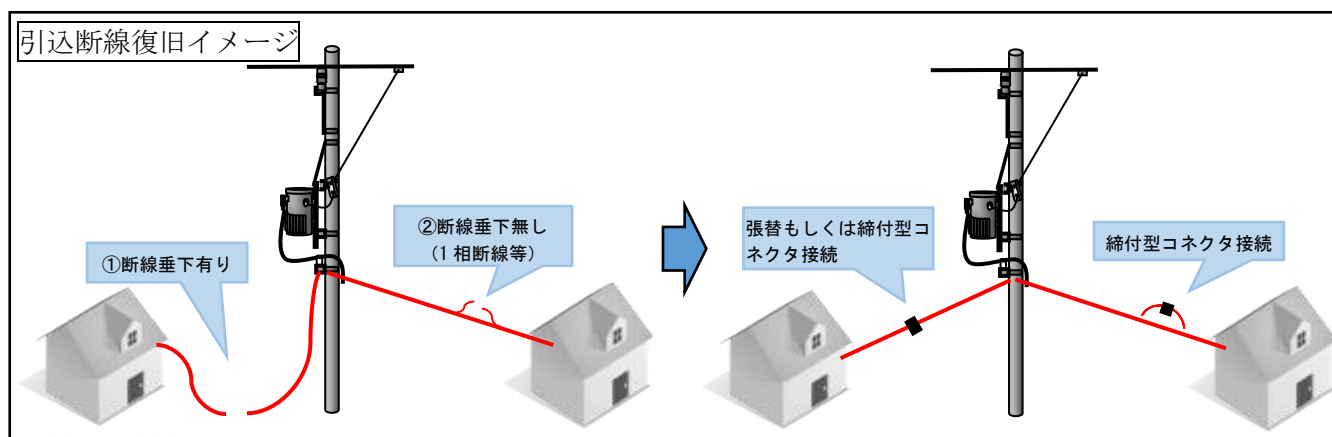 引込断線復旧イメージ
①断線垂下有り
②断線垂下無し
(1相断線等)
張替もしくは締付型コ
ネクタ接続
締付型コネクタ接続